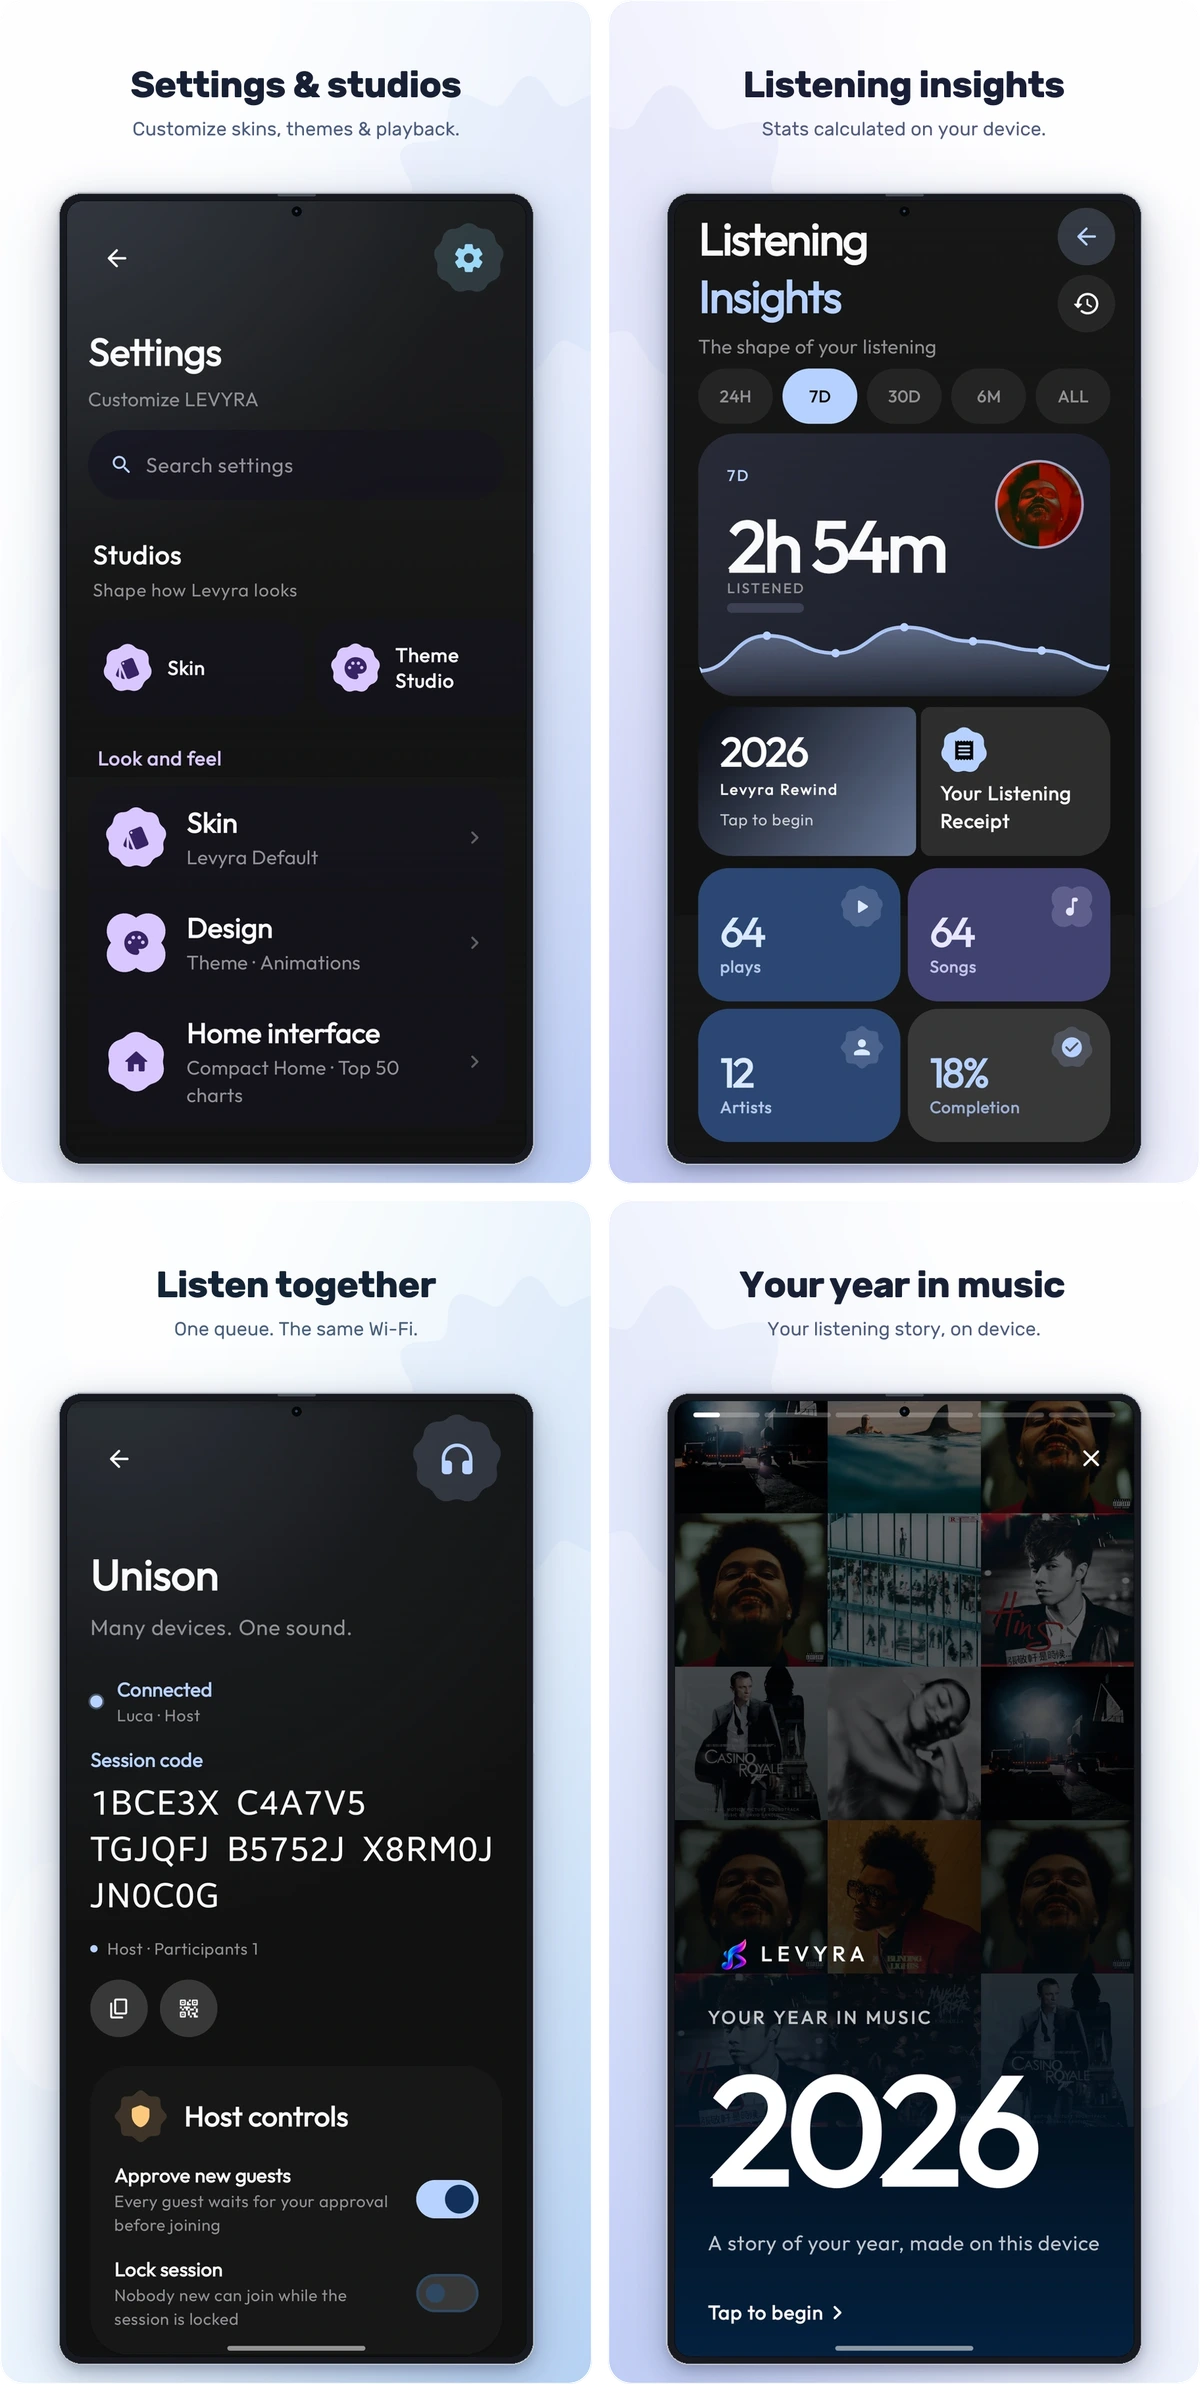 Settings & studios
Customize skins, themes & playback.
Settings
Customize LEVYRA
Search settings
Studios
Shape how Levyra looks
Skin
Theme
Studio
Look and feel
Skin
Levyra Default
Design
Theme · Animations
Home interface
Compact Home · Top 50
charts
Listening insights
Stats calculated on your device.
Listening
Insights
The shape of your listening
24H 7D 30D 6M ALL
7D
2h 54m
LISTENED
2026
Levyra Rewind
Tap to begin
Your Listening
Receipt
64
plays
64
Songs
12
Artists
18%
Completion
Listen together
One queue. The same Wi-Fi.
Unison
Many devices. One sound.
Connected
Luca · Host
Session code
1BCE3X C4A7V5
TGJQFJ B5752J X8RM0J
JN0C0G
Host · Participants 1
Host controls
Approve new guests
Every guest waits for your approval
before joining
Lock session
Nobody new can join while the
session is locked
Your year in music
Your listening story, on device.
Hins
CASINO
ROYALE
BLINDING
LIGHTS
LEVYRA
YOUR YEAR IN MUSIC
CASINO
ROYALE
2026
A story of your year, made on this device
Tap to begin